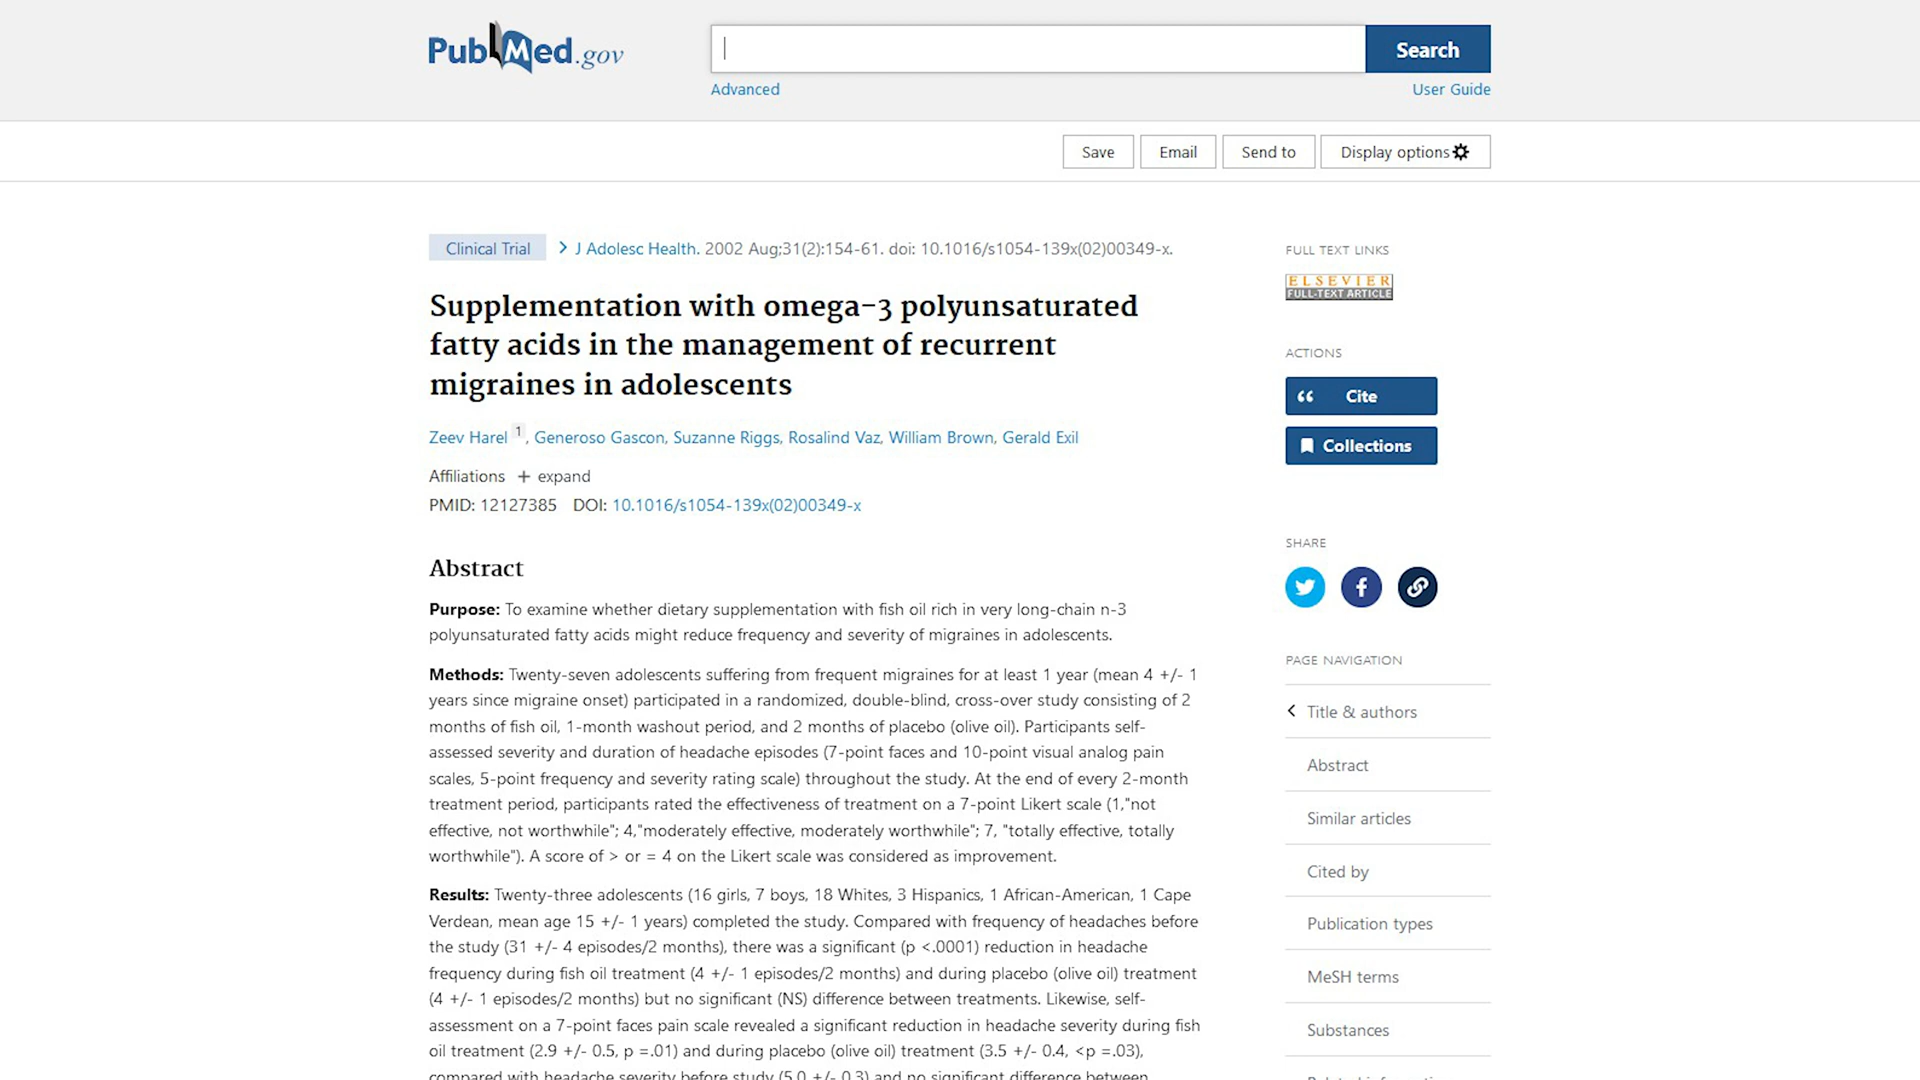 PubMed.gov
Search
Advanced
User Guide
Save
Email
Send to
Display options
Clinical Trial
J Adolesc Health. 2002 Aug;31(2):154-61. doi: 10.1016/s1054-139x(02)00349-x.
Supplementation with omega-3 polyunsaturated
fatty acids in the management of recurrent
migraines in adolescents
Zeev Harel 1, Generoso Gascon, Suzanne Riggs, Rosalind Vaz, William Brown, Gerald Exil
Affiliations + expand
PMID: 12127385 DOI: 10.1016/s1054-139x(02)00349-x
Abstract
Purpose: To examine whether dietary supplementation with fish oil rich in very long-chain n-3
polyunsaturated fatty acids might reduce frequency and severity of migraines in adolescents.
Methods: Twenty-seven adolescents suffering from frequent migraines for at least 1 year (mean 4 +/- 1
years since migraine onset) participated in a randomized, double-blind, cross-over study consisting of 2
months of fish oil, 1-month washout period, and 2 months of placebo (olive oil). Participants self-
assessed severity and duration of headache episodes (7-point faces and 10-point visual analog pain
scales, 5-point frequency and severity rating scale) throughout the study. At the end of every 2-month
treatment period, participants rated the effectiveness of treatment on a 7-point Likert scale (1,"not
effective, not worthwhile"; 4,"moderately effective, moderately worthwhile"; 7, "totally effective, totally
worthwhile"). A score of > or = 4 on the Likert scale was considered as improvement.
Results: Twenty-three adolescents (16 girls, 7 boys, 18 Whites, 3 Hispanics, 1 African-American, 1 Cape
Verdean, mean age 15 +/- 1 years) completed the study. Compared with frequency of headaches before
the study (31 +/- 4 episodes/2 months), there was a significant (p <.0001) reduction in headache
frequency during fish oil treatment (4 +/- 1 episodes/2 months) and during placebo (olive oil) treatment
(4 +/- 1 episodes/2 months) but no significant (NS) difference between treatments. Likewise, self-
assessment on a 7-point faces pain scale revealed a significant reduction in headache severity during fish
oil treatment (2.9 +/- 0.5, p =.01) and during placebo (olive oil) treatment (3.5 +/- 0.4, <p =.03),
compared with headache severity before study (5.0 +/- 0.3) and no significant difference between
FULL TEXT LINKS
ELSEVIER
FULL-TEXT ARTICLE
ACTIONS
Cite
Collections
SHARE
PAGE NAVIGATION
Title & authors
Abstract
Similar articles
Cited by
Publication types
MeSH terms
Substances